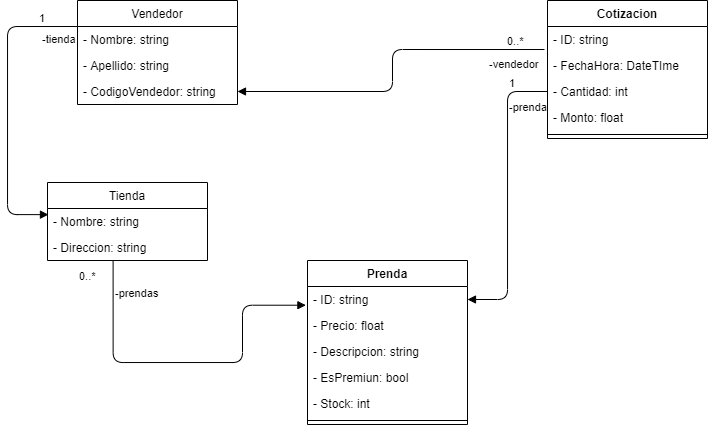 Vendedor
- Nombre: string
- Apellido: string
- CodigoVendedor: string
1
-tienda
Cotizacion
- ID: string
- FechaHora: DateTIme
- Cantidad: int
- Monto: float
0..*
-vendedor
1
-prenda
Tienda
- Nombre: string
- Direccion: string
0..*
-prendas
Prenda
- ID: string
- Precio: float
- Descripcion: string
- EsPremiun: bool
- Stock: int